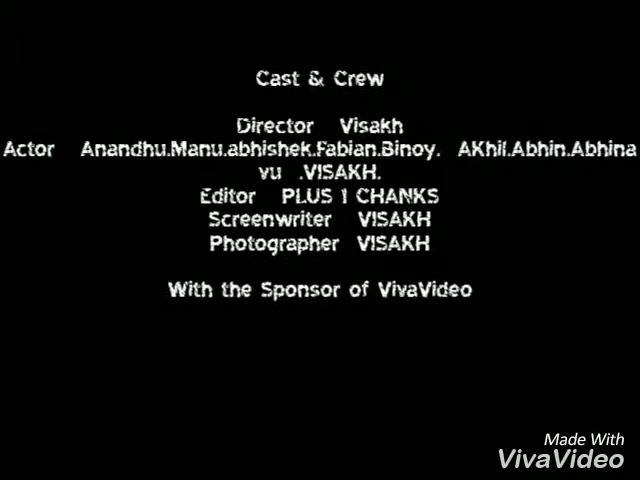 Cast & Crew
Director Visakh
Actor Anandhu.Manu.abhishek.Fabian.Binoy. AKhil.Abhin.Abhina
vu .VISAKH.
Editor PLUS 1 CHANKS
Screenwriter VISAKH
Photographer VISAKH
With the Sponsor of VivaVideo
Made With
VivaVideo